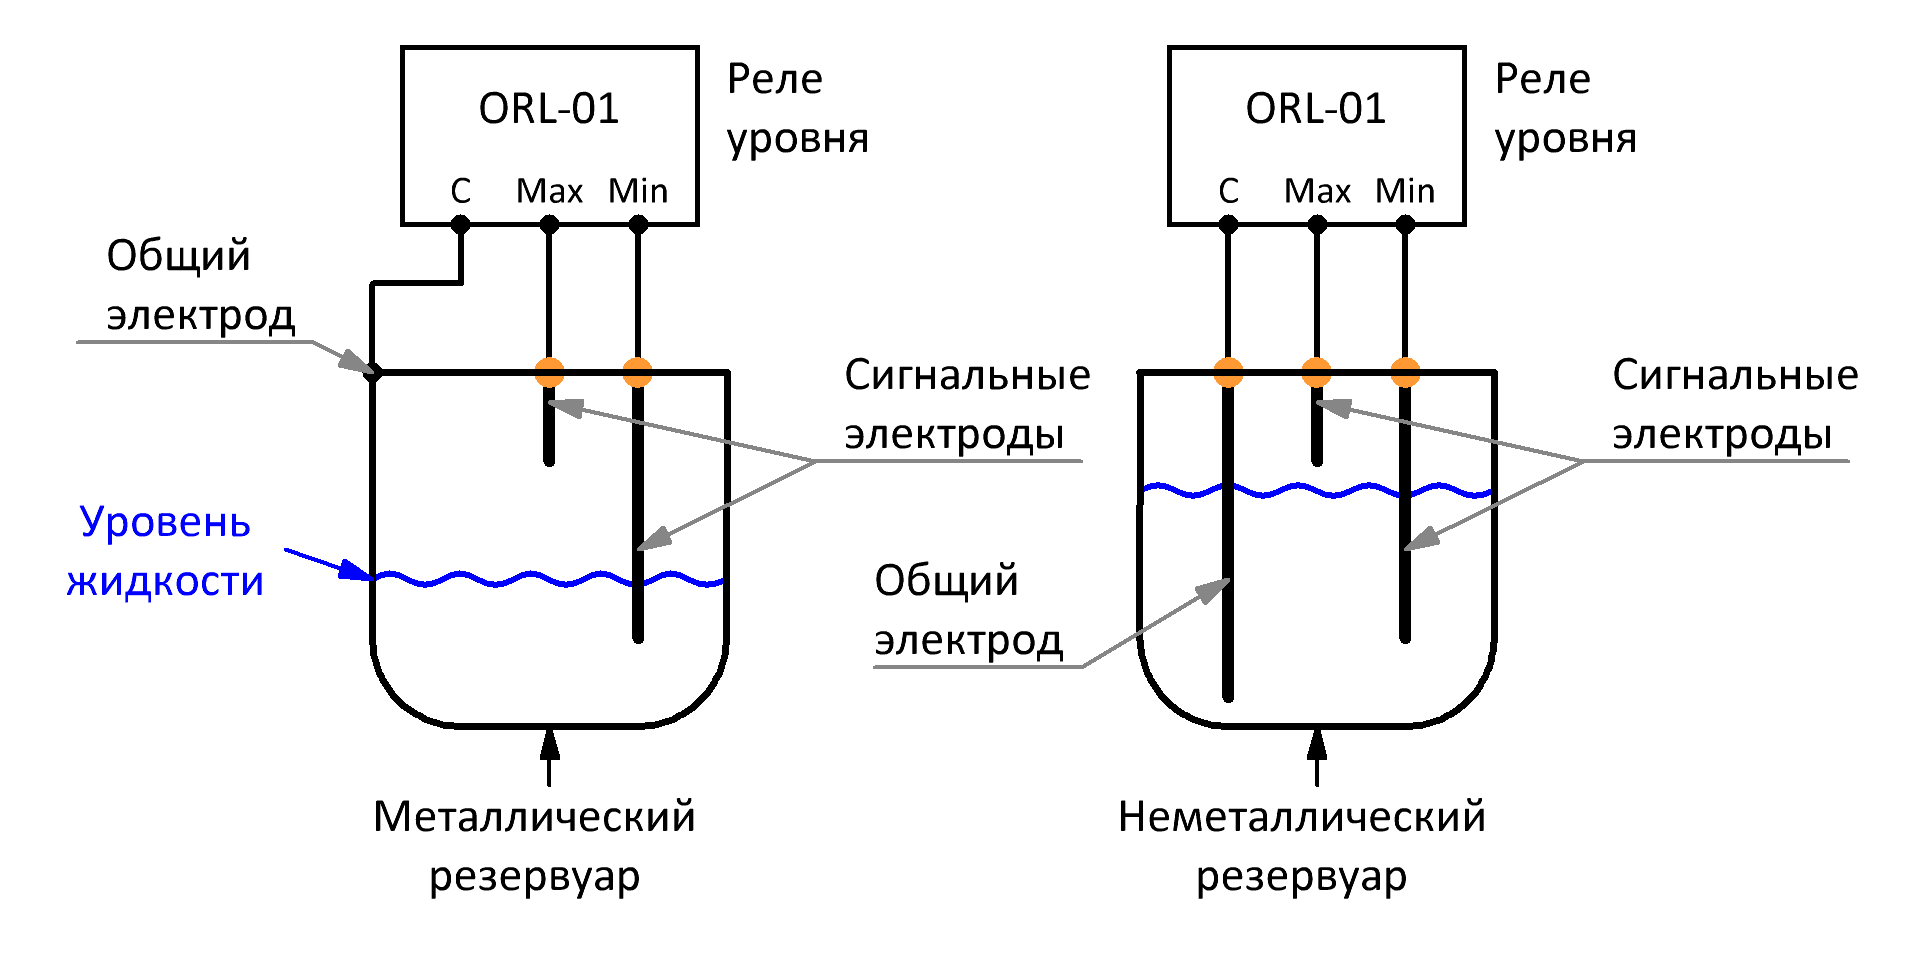 ORL-01
Реле
уровня
C Max Min
Общий
электрод
Сигнальные
электроды
Уровень
жидкости
Металлический
резервуар
ORL-01
Реле
уровня
C Max Min
Сигнальные
электроды
Общий
электрод
Неметаллический
резервуар